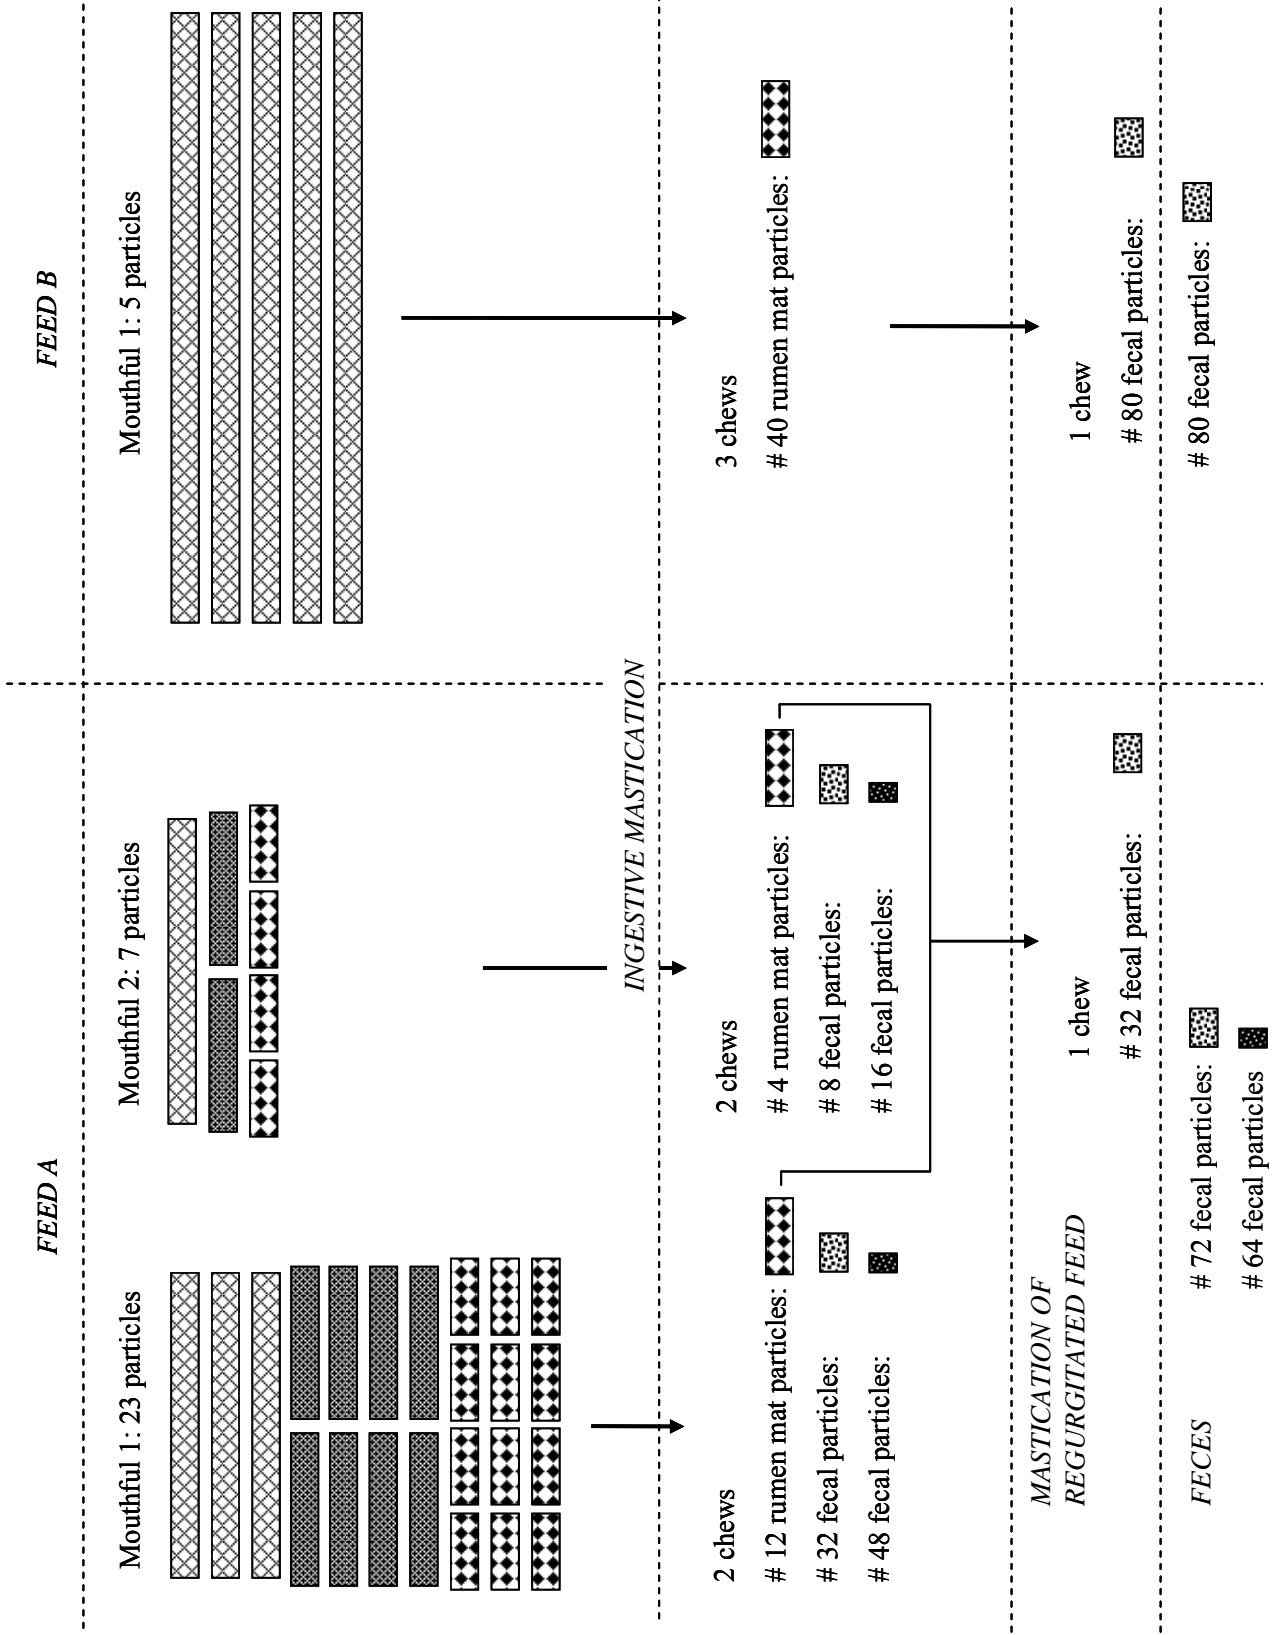 FEED A
FEED B
Mouthful 1: 23 particles
Mouthful 2: 7 particles
Mouthful 1: 5 particles
INGESTIVE MASTICATION
2 chews
# 12 rumen mat particles:
# 32 fecal particles:
# 48 fecal particles:
2 chews
# 4 rumen mat particles:
# 8 fecal particles:
# 16 fecal particles:
3 chews
# 40 rumen mat particles:
MASTICATION OF
REGURGITATED FEED
1 chew
# 32 fecal particles:
1 chew
# 80 fecal particles:
FECES
# 72 fecal particles:
# 64 fecal particles
# 80 fecal particles: